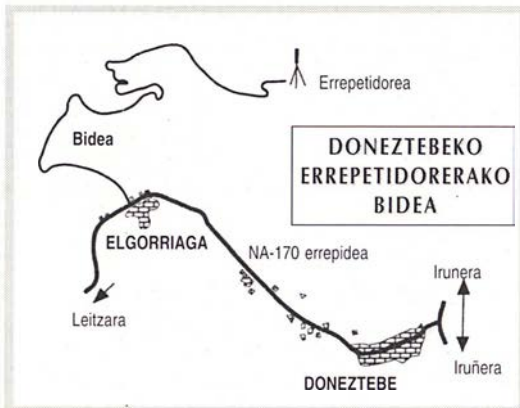 Errepetidorea
Bidea
DONEZTEBEKO
ERREPETIDORERAKO
BIDEA
ELGORRIAGA
NA-170 errepidea
Irunera
Leitzara
Iruñera
DONEZTEBE